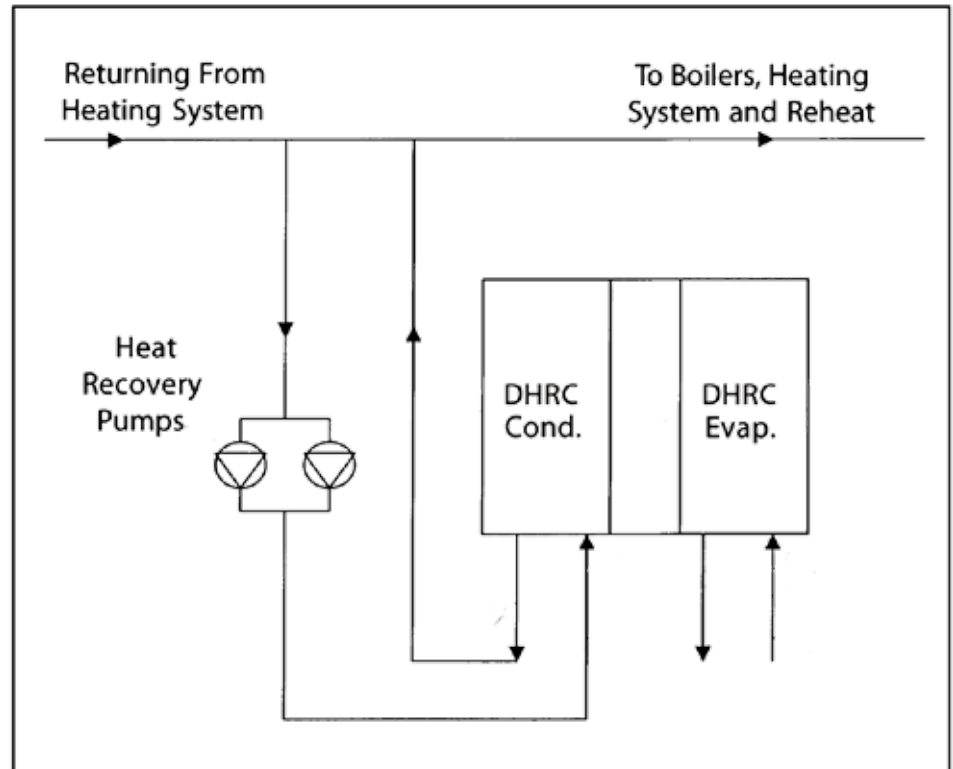 Returning From
Heating System
To Boilers, Heating
System and Reheat
Heat
Recovery
Pumps
DHRC
Cond.
DHRC
Evap.